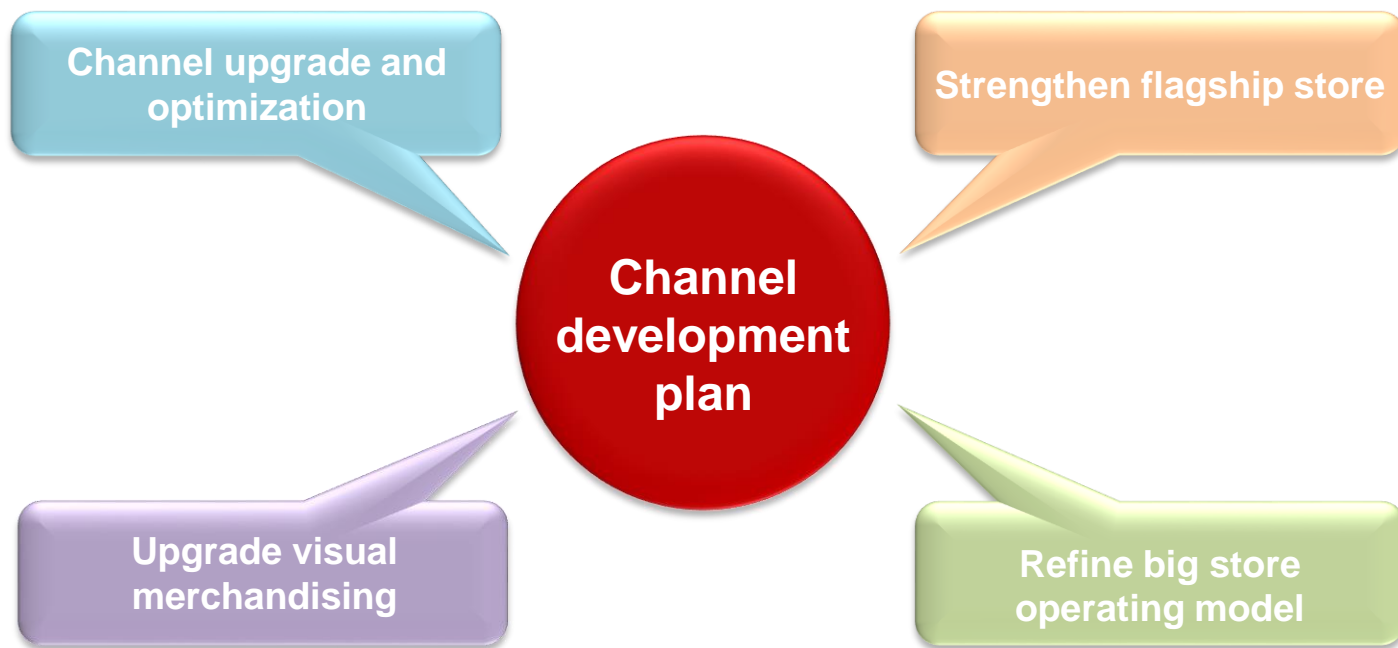 Channel upgrade and
optimization
Strengthen flagship store
Channel
development
plan
Upgrade visual
merchandising
Refine big store
operating model